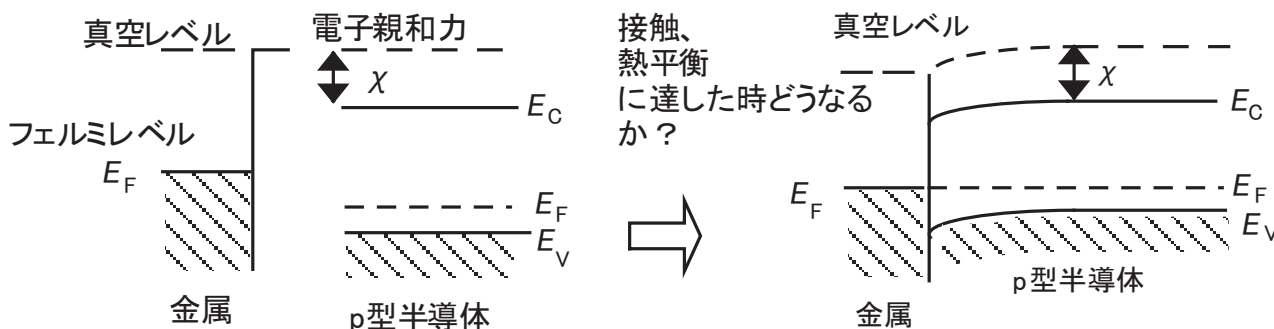 真空レベル
電子親和力
χ
E_C
フェルミレベル
E_F
E_F
E_V
金属
p型半導体
接触、
熱平衡
に達した時どうなる
か？
真空レベル
χ
E_C
E_F
E_F
E_V
p型半導体
金属